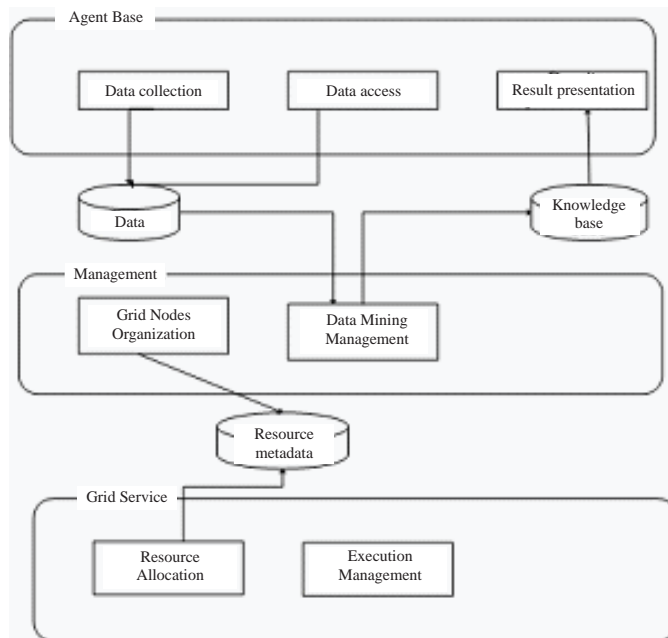 Agent Base
Data collection
Data access
Result presentation
Data
Knowledge
base
Management
Grid Nodes
Organization
Data Mining
Management
Resource
metadata
Grid Service
Resource
Allocation
Execution
Management